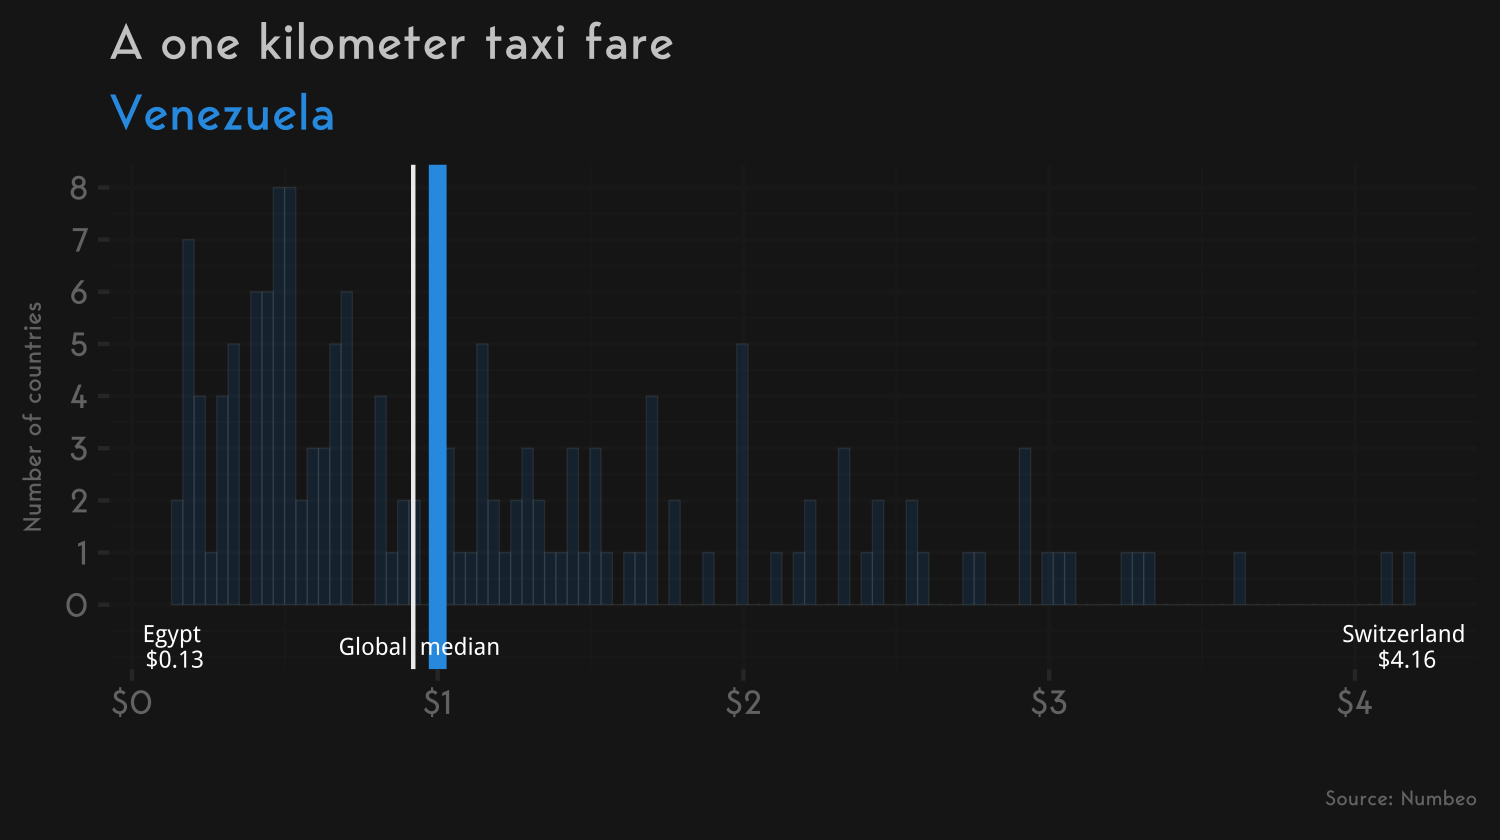 A one kilometer taxi fare
Venezuela
Number of countries
8
7
6
5
4
3
2
1
0
Egypt
$0.13
Global median
Switzerland
$4.16
$0
$1
$2
$3
$4
Source: Numbeo